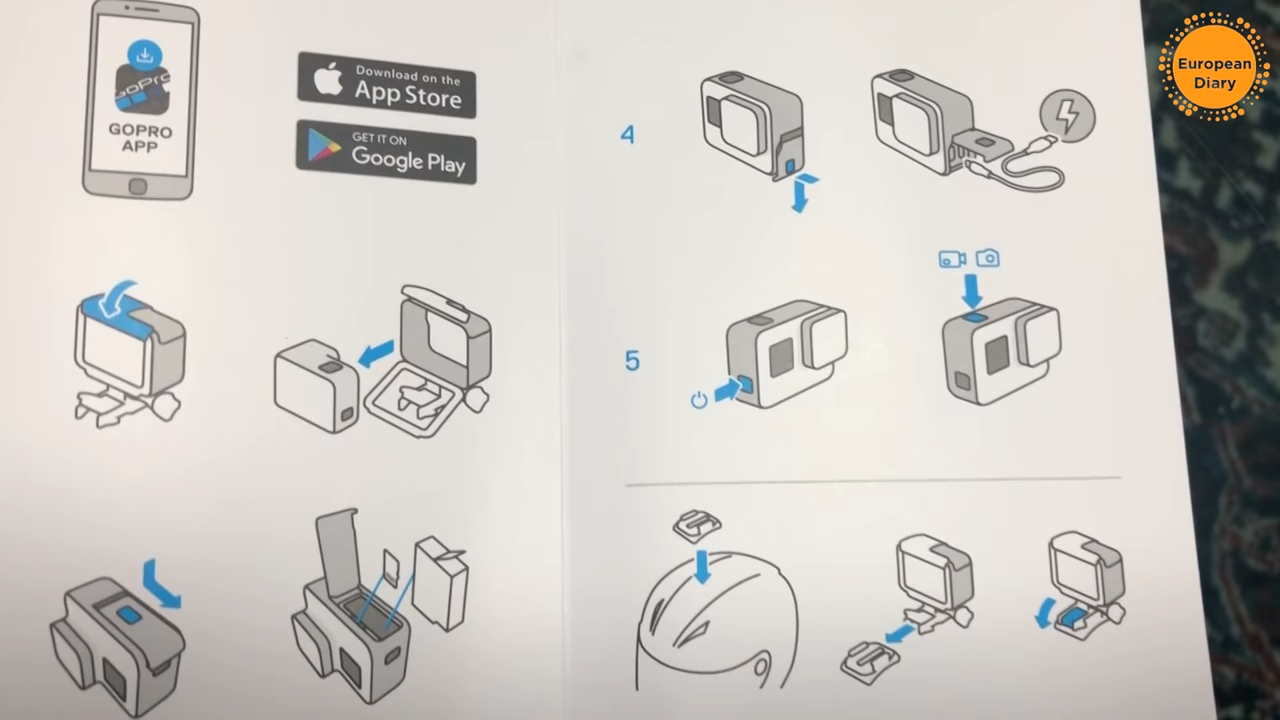 GoPro
GOPRO
APP
Download on the
App Store
GET IT ON
Google Play
4
5
European
Diary